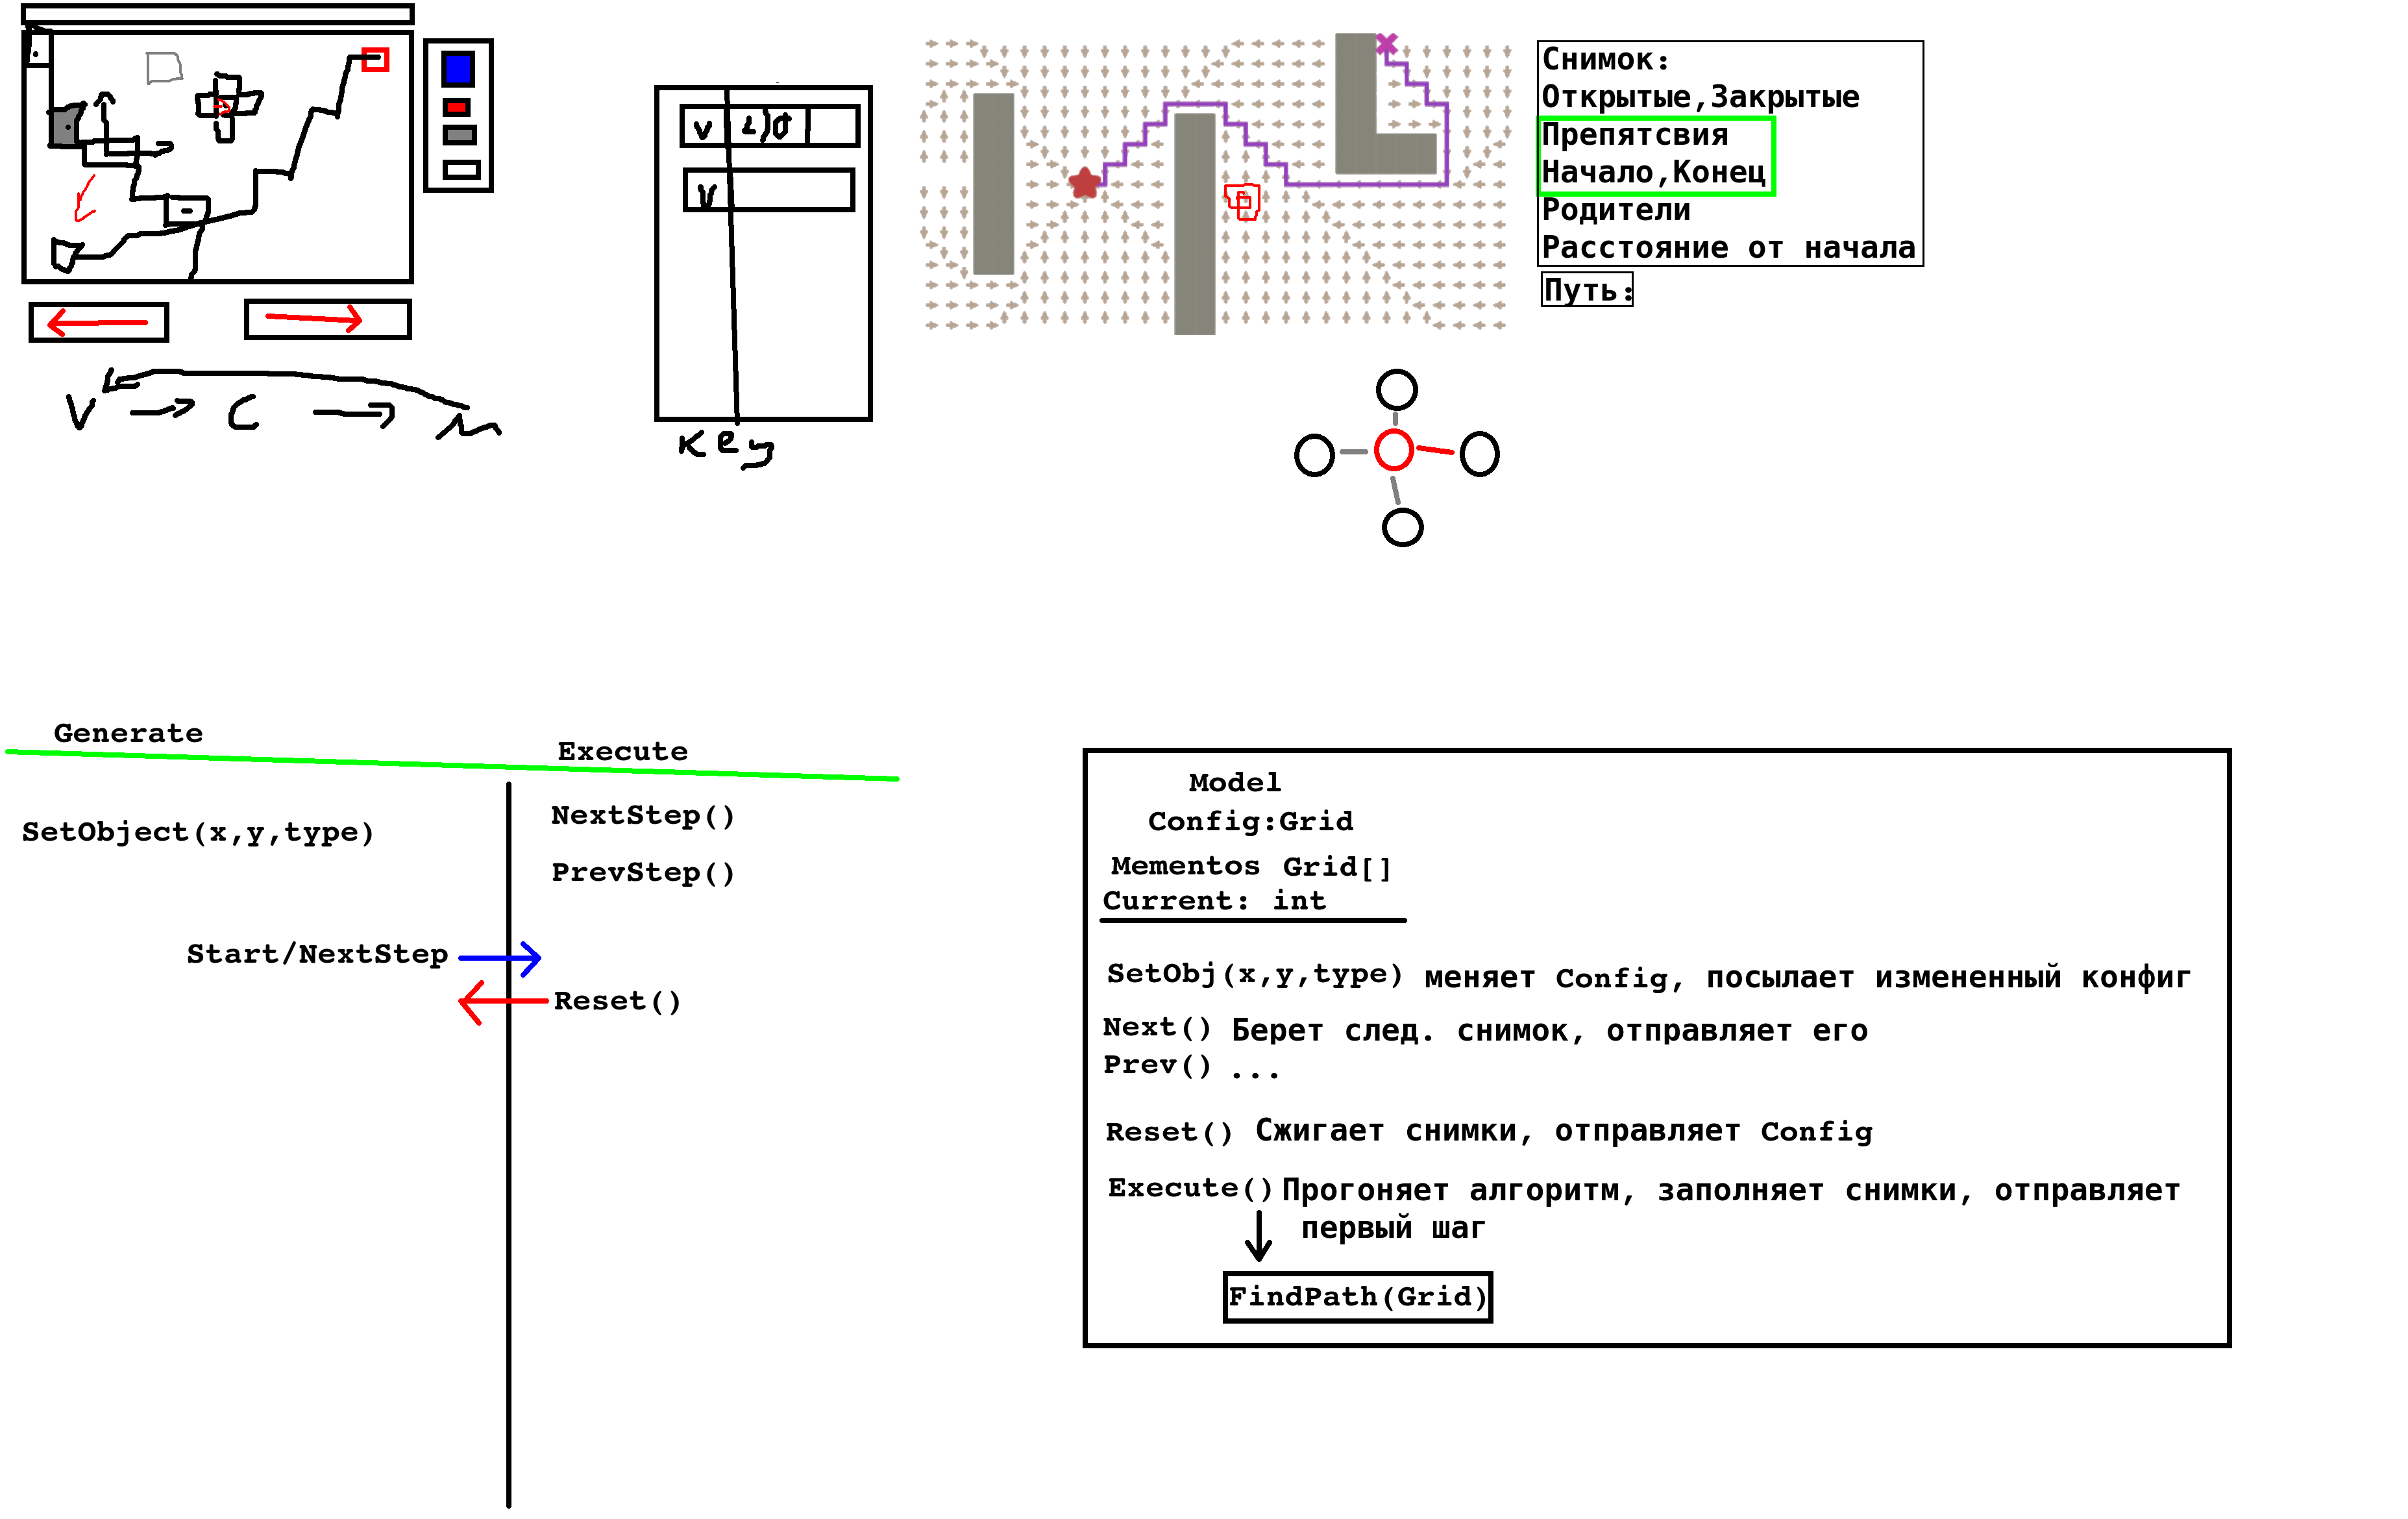 V → C → M
V 1)0
V
Key
Снимок:
Открытые,Закрытые
Препятсвия
Начало,Конец
Родители
Расстояние от начала
Путь:
Generate
Execute
SetObject(x,y,type)
NextStep()
PrevStep()
Start/NextStep
Reset()
Model
Config:Grid
Mementos Grid[]
Current: int
SetObj(x,y,type) меняет Config, посылает измененный конфиг
Next() Берет след. снимок, отправляет его
Prev() ...
Reset() Сжигает снимки, отправляет Config
Execute() Прогоняет алгоритм, заполняет снимки, отправляет
первый шаг
FindPath(Grid)